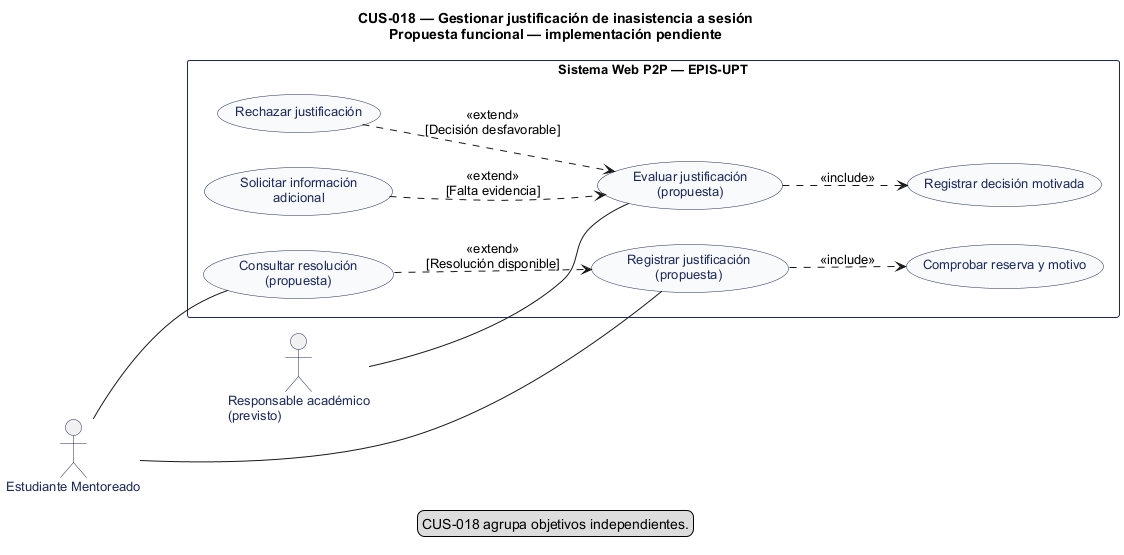 CUS-018 — Gestionar justificación de inasistencia a sesión
Propuesta funcional — implementación pendiente
Sistema Web P2P — EPIS-UPT
Rechazar justificación
«extend»
[Decisión desfavorable]
Solicitar información
adicional
«extend»
[Falta evidencia]
Evaluar justificación
(propuesta)
«include»
Registrar decisión motivada
Consultar resolución
(propuesta)
«extend»
[Resolución disponible]
Registrar justificación
(propuesta)
«include»
Comprobar reserva y motivo
Responsable académico
(previsto)
Estudiante Mentoreado
CUS-018 agrupa objetivos independientes.